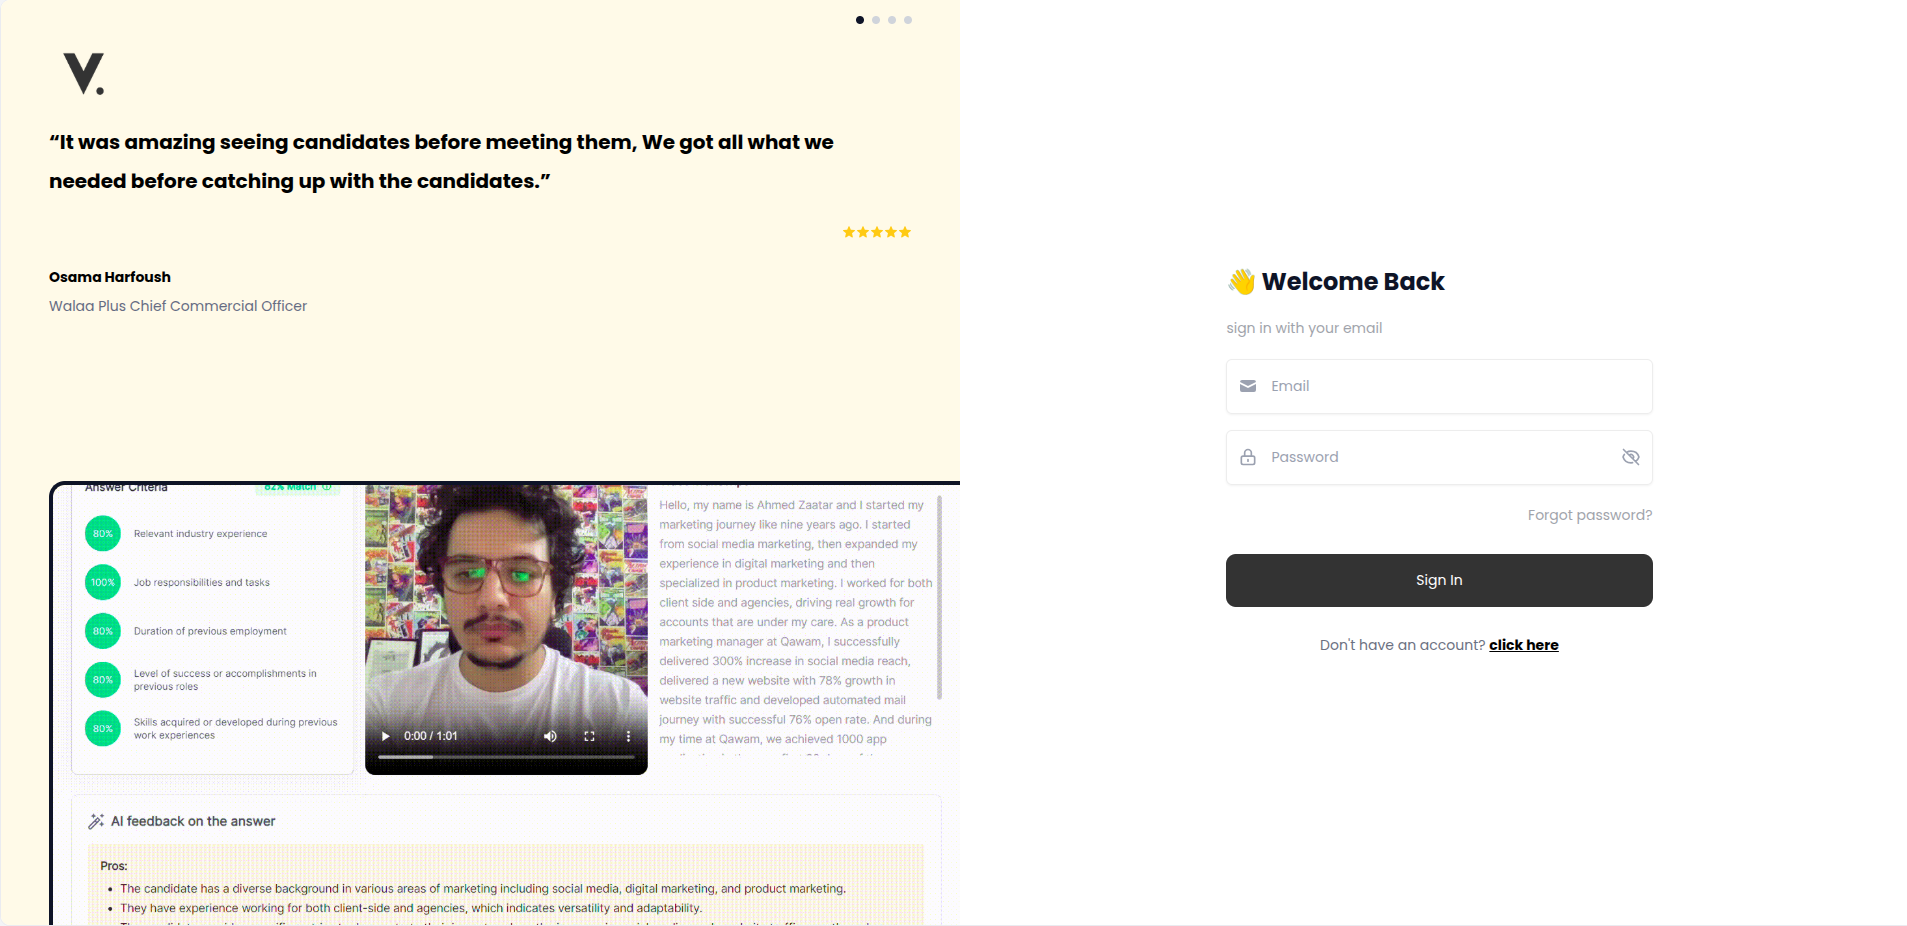 V.
“It was amazing seeing candidates before meeting them, We got all what we
needed before catching up with the candidates.”
Osama Harfoush
Walaa Plus Chief Commercial Officer
Answer Criteria
82% Match
80%
Relevant industry experience
100%
Job responsibilities and tasks
80%
Duration of previous employment
80%
Level of success or accomplishments in
previous roles
80%
Skills acquired or developed during previous
work experiences
0:00 / 1:01
Hello, my name is Ahmed Zaatar and I started my
marketing journey like nine years ago. I started
from social media marketing, then expanded my
experience in digital marketing and then
specialized in product marketing. I worked for both
client side and agencies, driving real growth for
accounts that are under my care. As a product
marketing manager at Qawam, I successfully
delivered 300% increase in social media reach,
delivered a new website with 78% growth in
website traffic and developed automated mail
journey with successful 76% open rate. And during
my time at Qawam, we achieved 1000 app
AI feedback on the answer
Pros:
• The candidate has a diverse background in various areas of marketing including social media, digital marketing, and product marketing.
• They have experience working for both client-side and agencies, which indicates versatility and adaptability.
👋 Welcome Back
sign in with your email
Email
Password
Forgot password?
Sign In
Don't have an account? click here